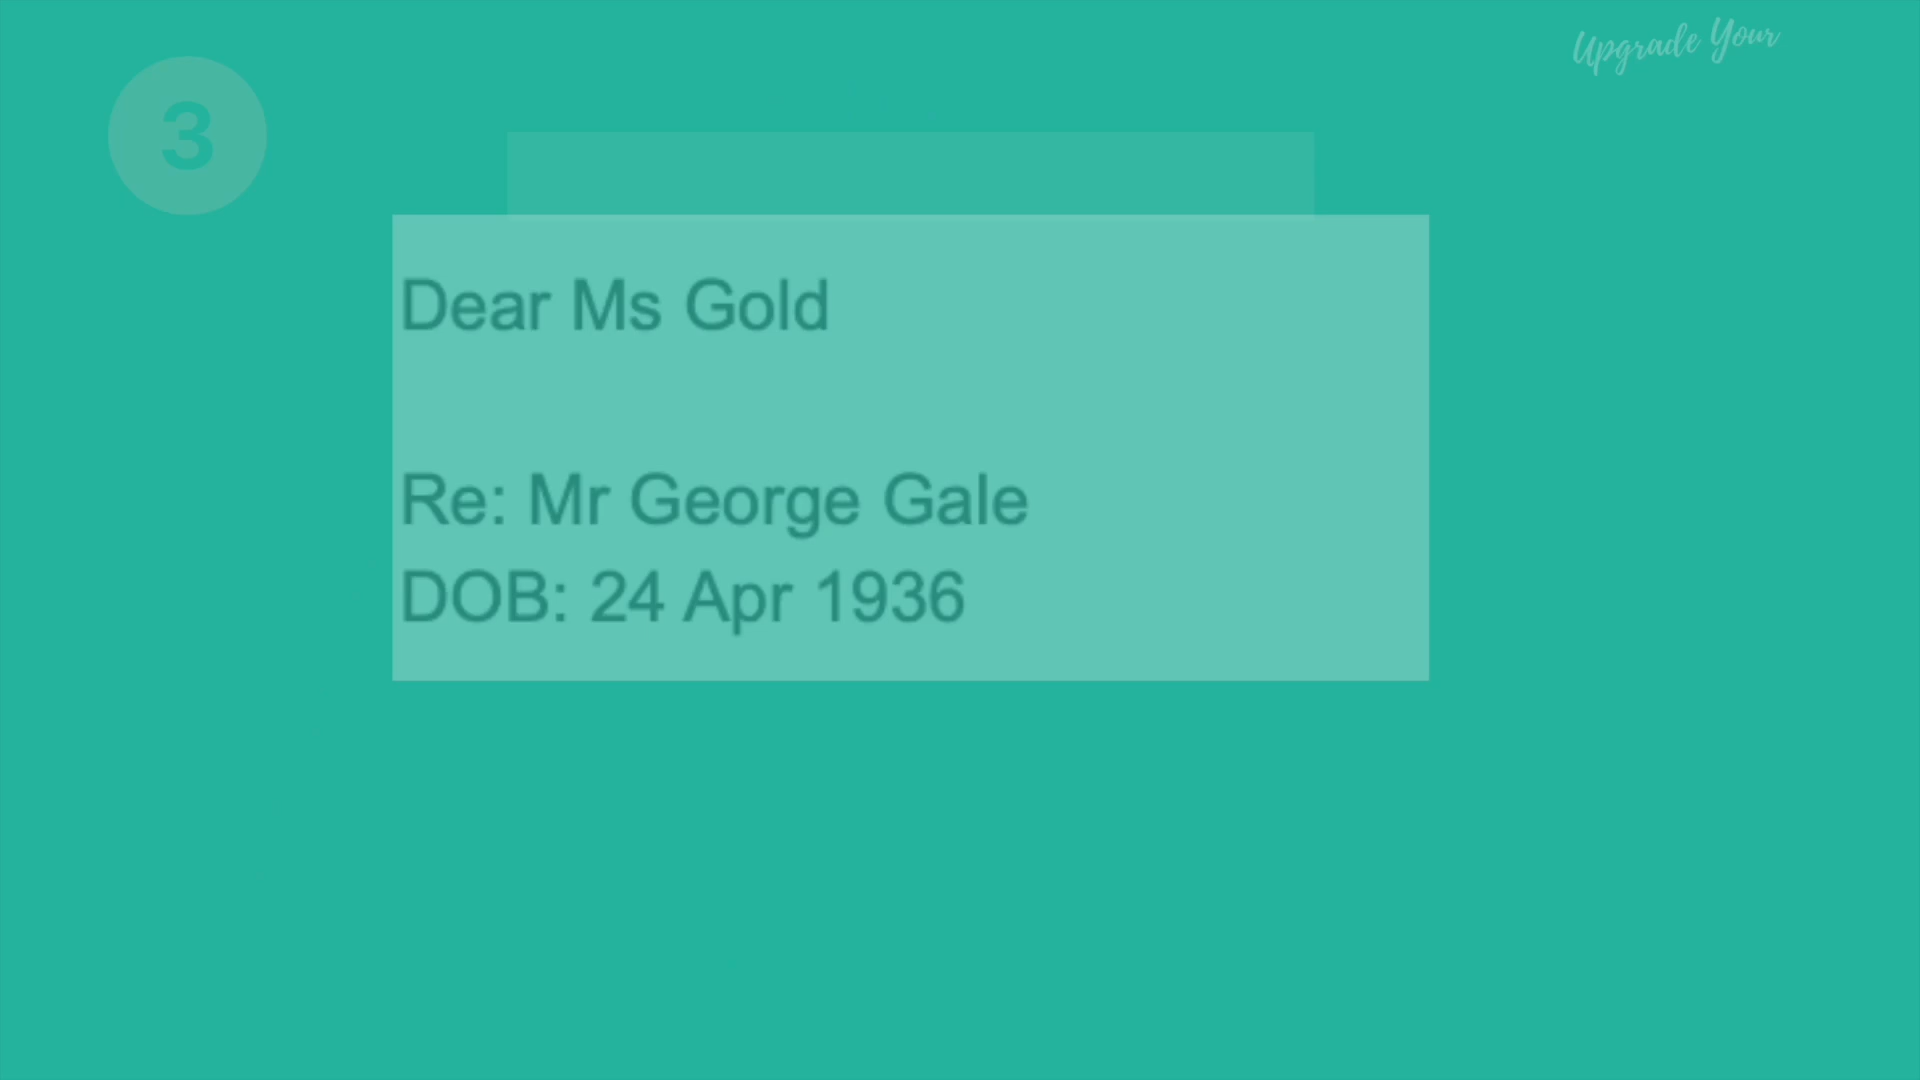 3
Upgrade Your
Dear Ms Gold
Re: Mr George Gale
DOB: 24 Apr 1936